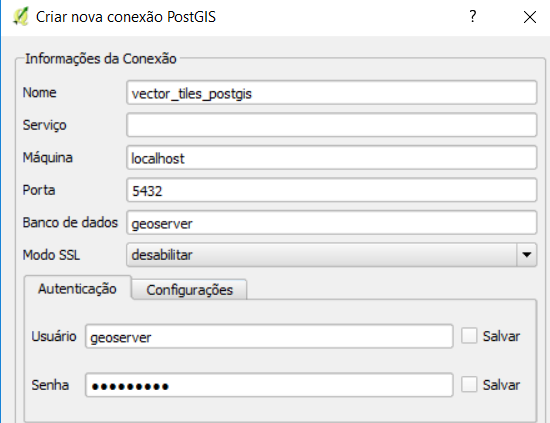 Criar nova conexão PostGIS ?
Informações da Conexão
Nome vector_tiles_postgis
Serviço
Máquina localhost
Porta 5432
Banco de dados geoserver
Modo SSL desabilitar
Autenticação Configurações
Usuário geoserver Salvar
Senha ●●●●●●●●● Salvar